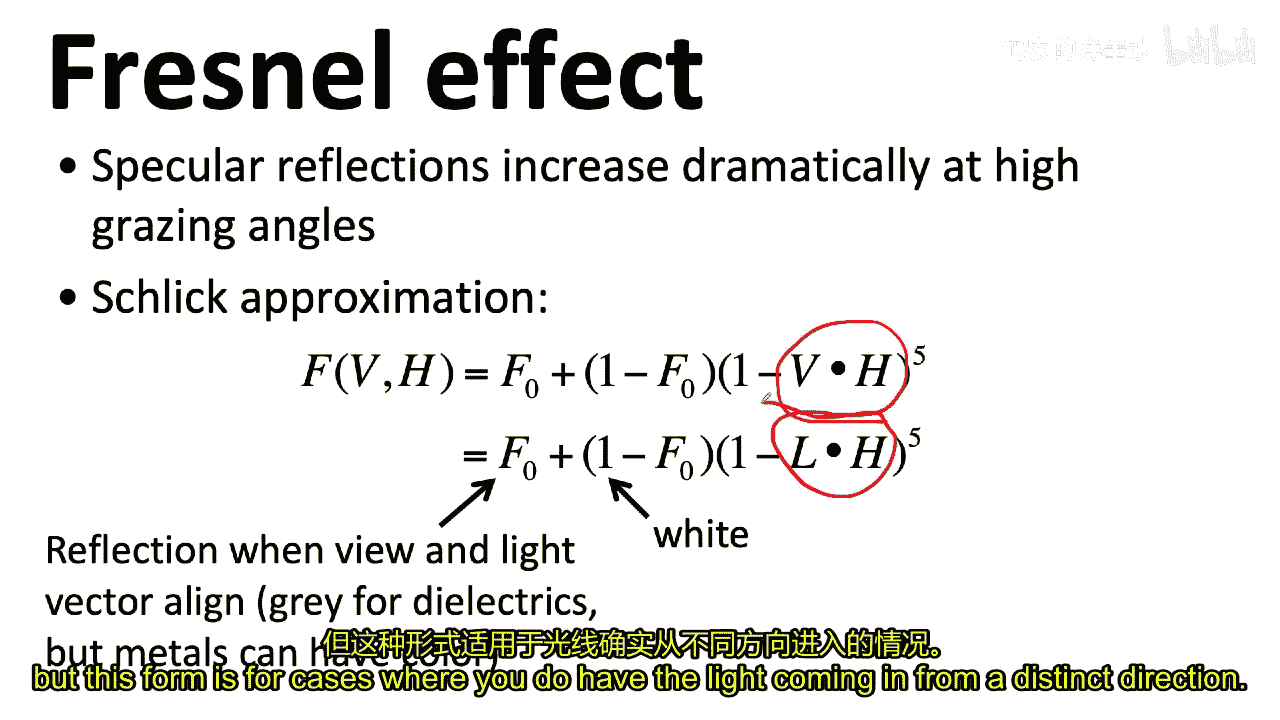 Fresnel effect
bilibili
• Specular reflections increase dramatically at high
grazing angles
• Schlick approximation:
F(V,H) = F₀ + (1 − F₀)(1 − V • H)⁵
= F₀ + (1 − F₀)(1 − L • H)⁵
white
Reflection when view and light
vector align (grey for dielectrics,
but metals can have color)
但这种形式适用于光线确实从不同方向进入的情况。
but this form is for cases where you do have the light coming in from a distinct direction.